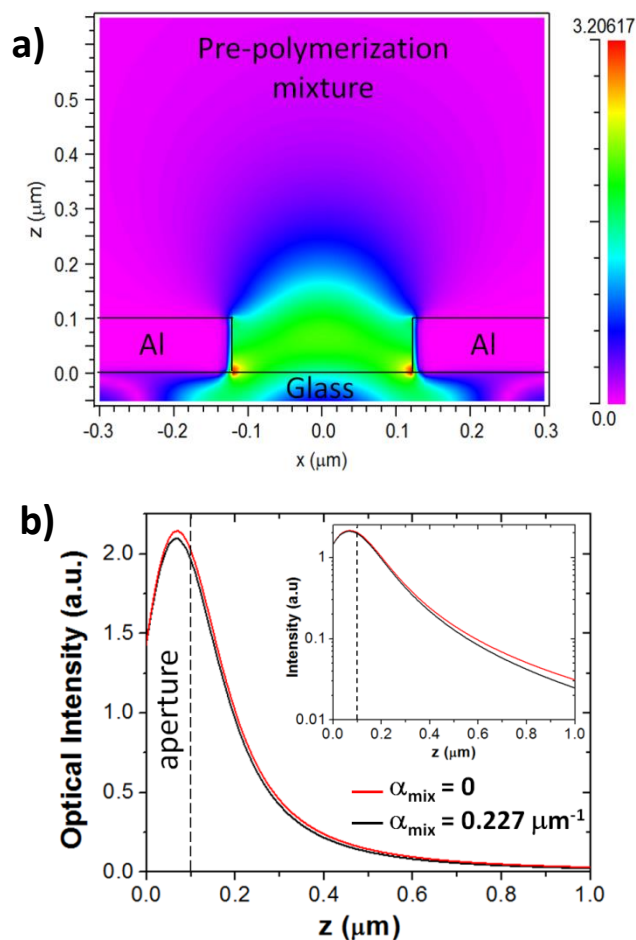 a)
Pre-polymerization
mixture
3.20617
0.0
z (μm)
0.5
0.4
0.3
0.2
0.1
0.0
Al
Al
Glass
-0.3
-0.2
-0.1
0.0
0.1
0.2
0.3
x (μm)
b)
Optical Intensity (a.u.)
2.0
1.5
1.0
0.5
0.0
aperture
Intensity (a.u)
1
0.1
0.01
0.0
0.2
0.4
0.6
0.8
1.0
z (μm)
α mix = 0
α mix = 0.227 μm-1
0.0
0.2
0.4
0.6
0.8
1.0
z (μm)